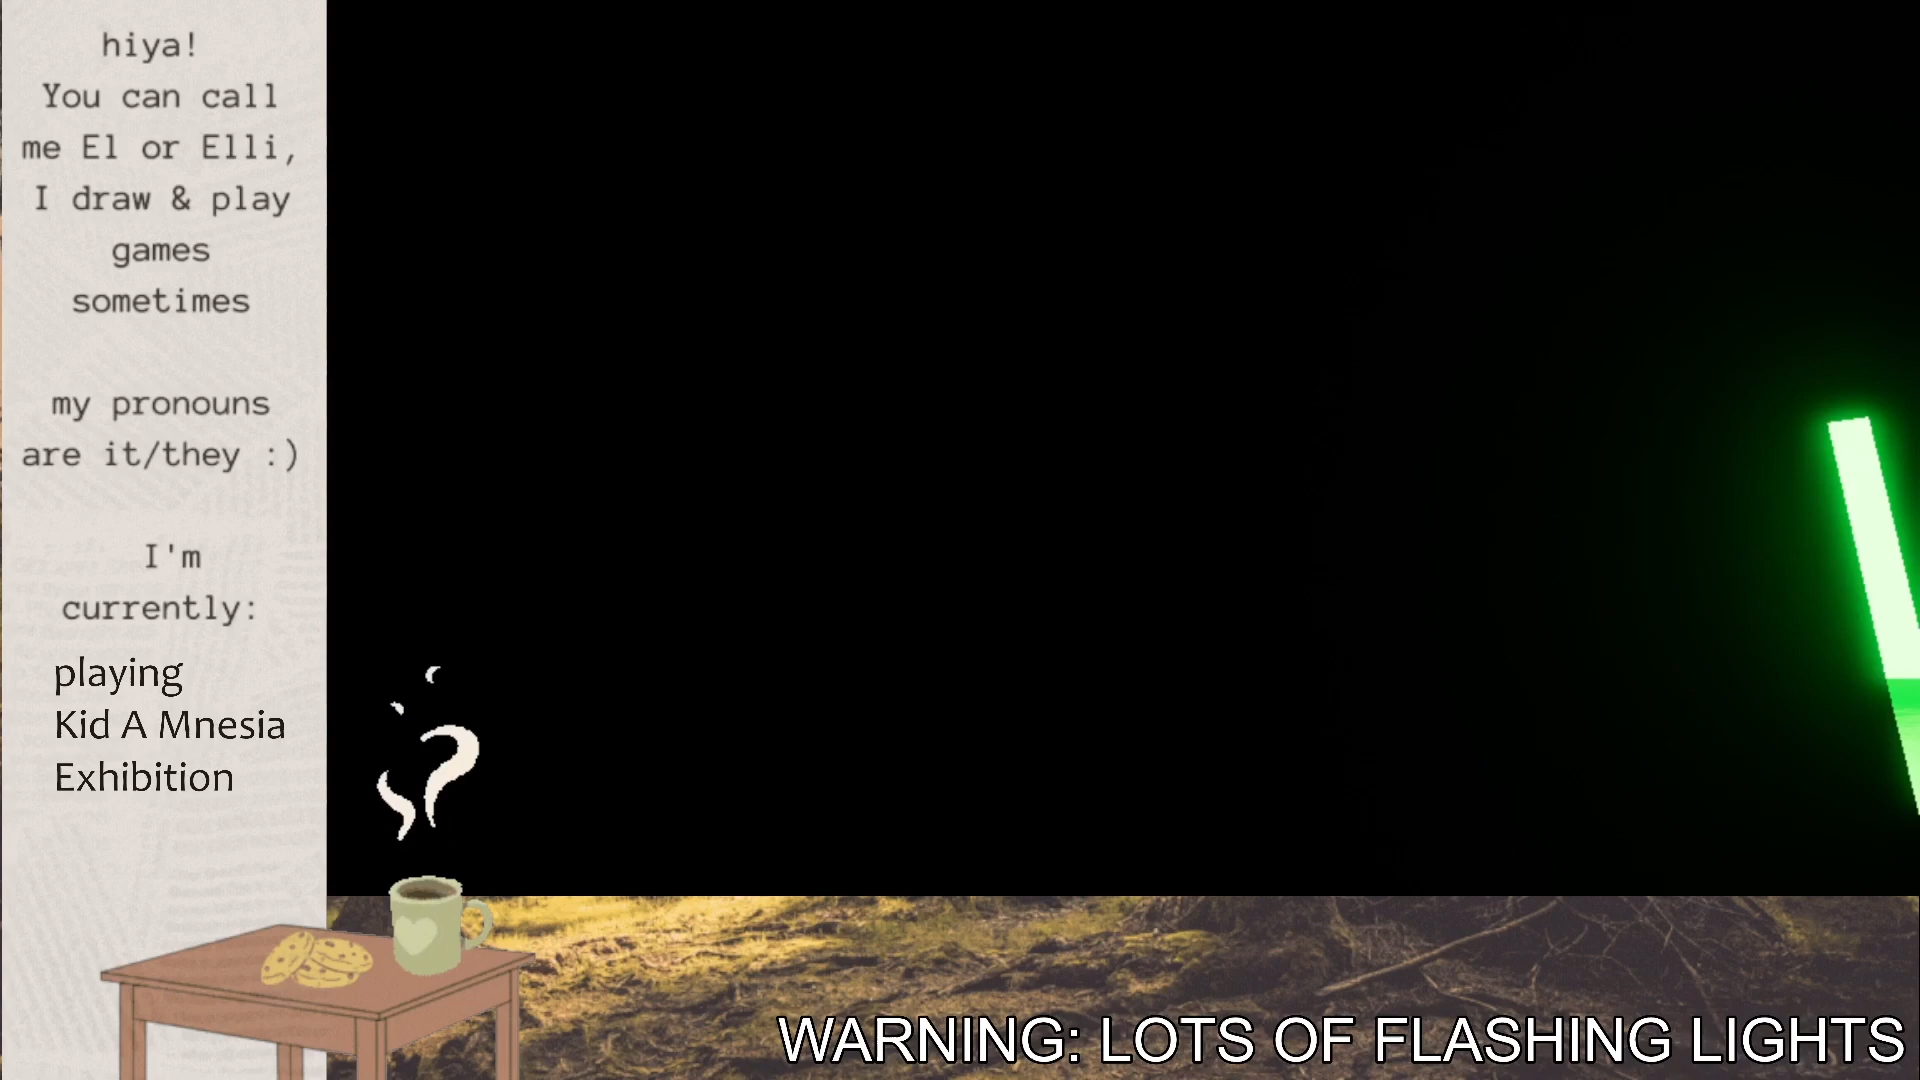 hiya!
You can call
me El or Elli,
I draw & play
games
sometimes
my pronouns
are it/they :)
I'm
currently:
playing
Kid A Mnesia
Exhibition
WARNING: LOTS OF FLASHING LIGHTS